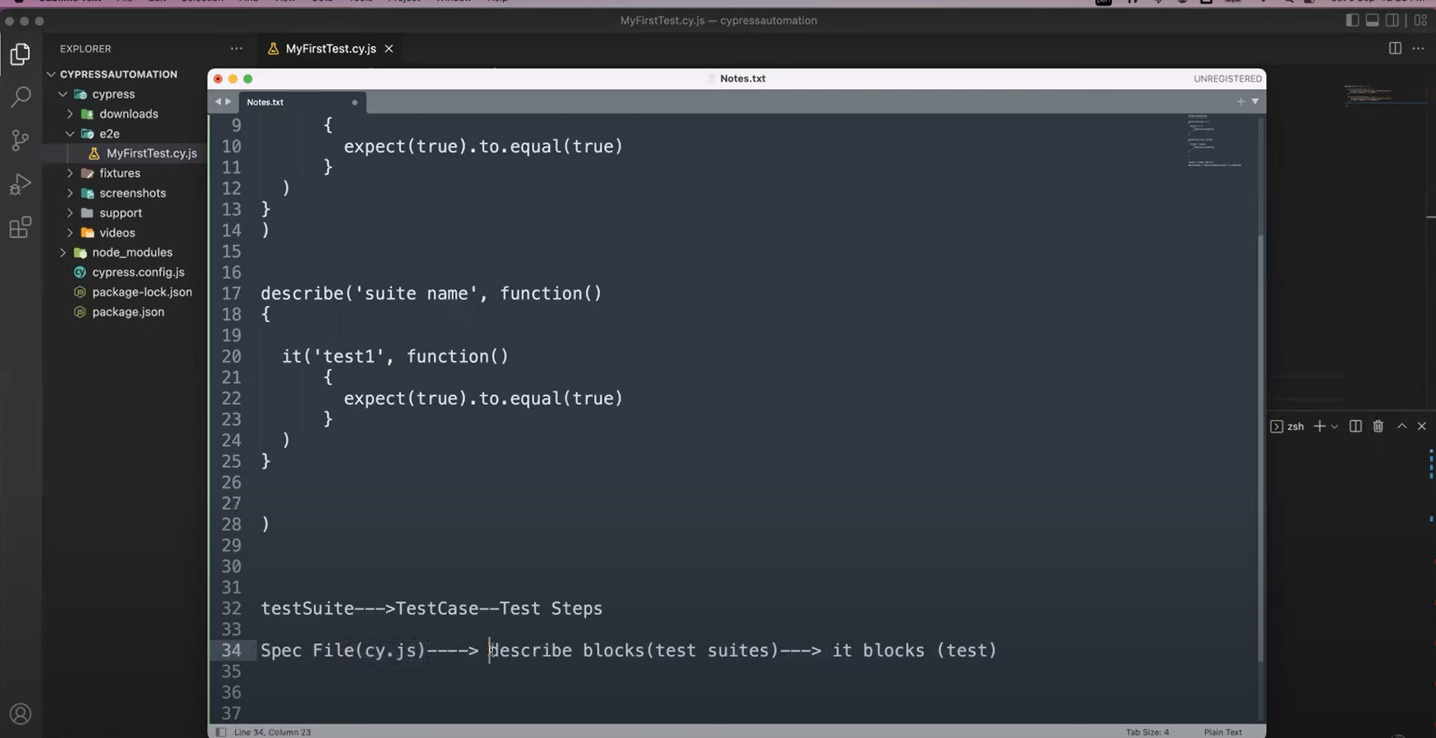 MyFirstTest.cy.js — cypressautomation
EXPLORER
MyFirstTest.cy.js
CYPRESSAUTOMATION
cypress
downloads
e2e
MyFirstTest.cy.js
fixtures
screenshots
support
videos
node_modules
cypress.config.js
package-lock.json
package.json
Notes.txt
UNREGISTERED
Notes.txt
9 {
10 expect(true).to.equal(true)
11 }
12 )
13 }
14 )
15
16
17 describe('suite name', function()
18 {
19
20 it('test1', function()
21 {
22 expect(true).to.equal(true)
23 }
24 )
25 }
26
27
28 )
29
30
31
32 testSuite--->TestCase--Test Steps
33
34 Spec File(cy.js)----> describe blocks(test suites)---> it blocks (test)
35
36
37
zsh
Line 34, Column 23
Tab Size: 4
Plain Text